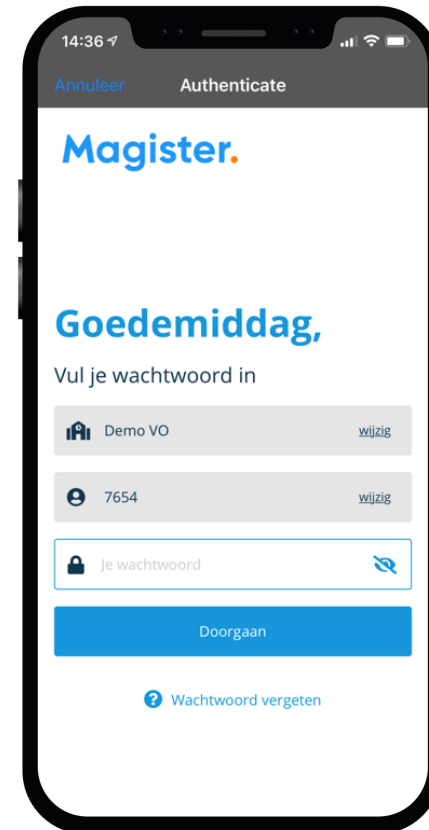 14:36
Annuleer Authenticate
Magister.
Goedemiddag,
Vul je wachtwoord in
Demo VO wijzig
7654 wijzig
Je wachtwoord
Doorgaan
? Wachtwoord vergeten